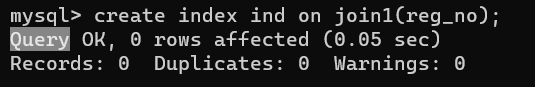 mysql> create index ind on join1(reg_no);
Query OK, 0 rows affected (0.05 sec)
Records: 0  Duplicates: 0  Warnings: 0